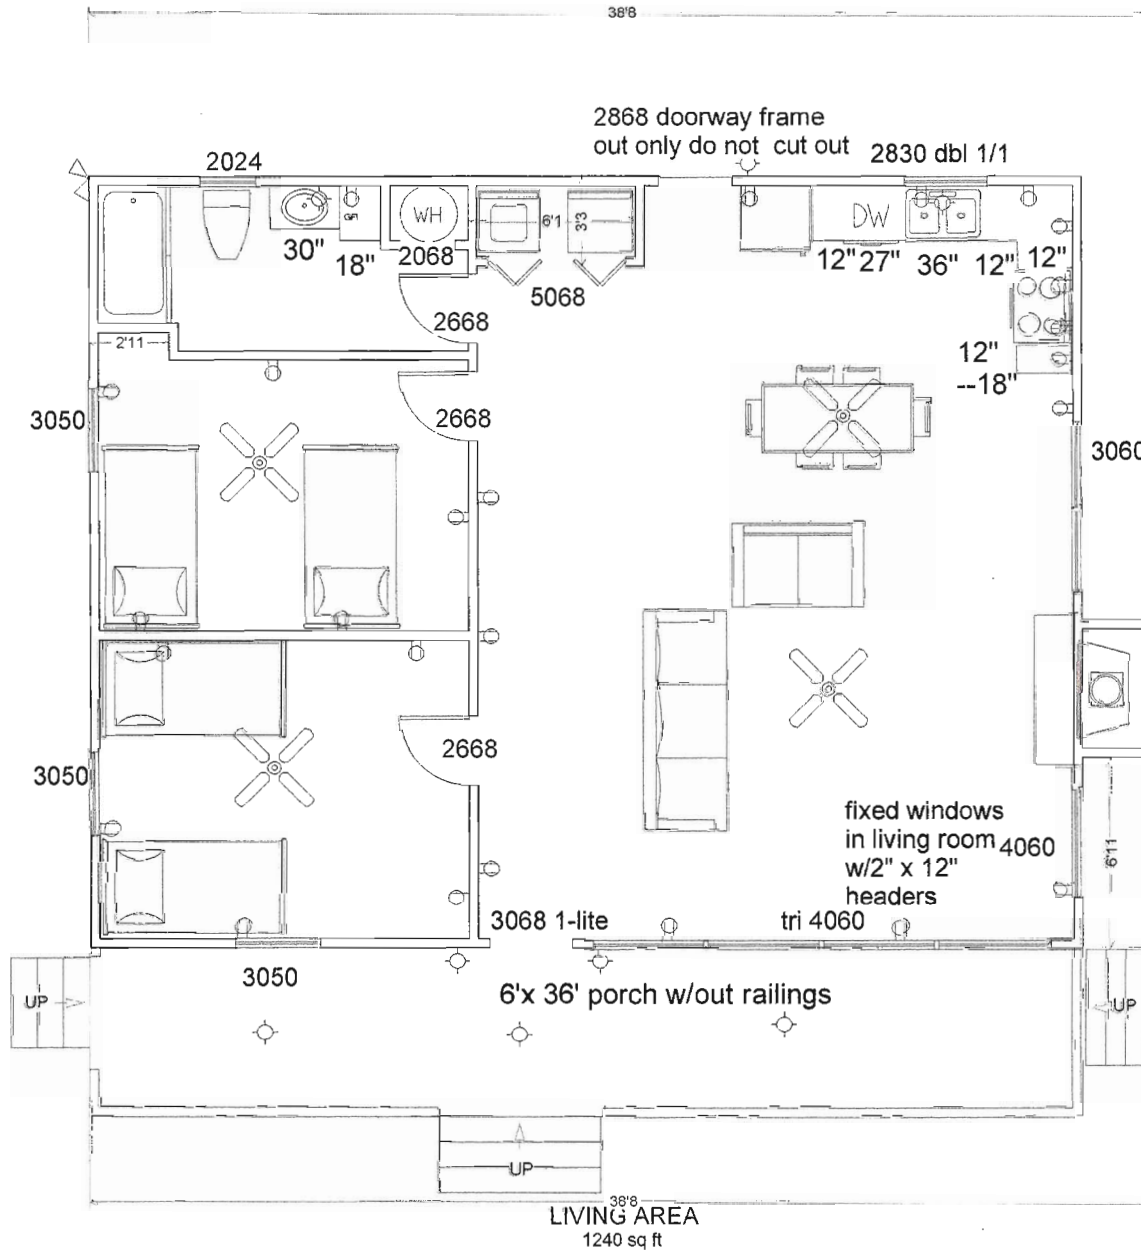 38'8
2868 doorway frame
out only do not cut out
2024
2830 dbl 1/1
WH
6'1
3'3
DW
GFI
30"
18"
2068
12"
27"
36"
12"
12"
5068
2668
2'11
12"
--18"
3050
2668
3060
2668
3050
fixed windows
in living room
w/2" x 12"
headers
4060
6'11
3068 1-lite
tri 4060
3050
6'x 36' porch w/out railings
UP
UP
UP
38'8
LIVING AREA
1240 sq ft